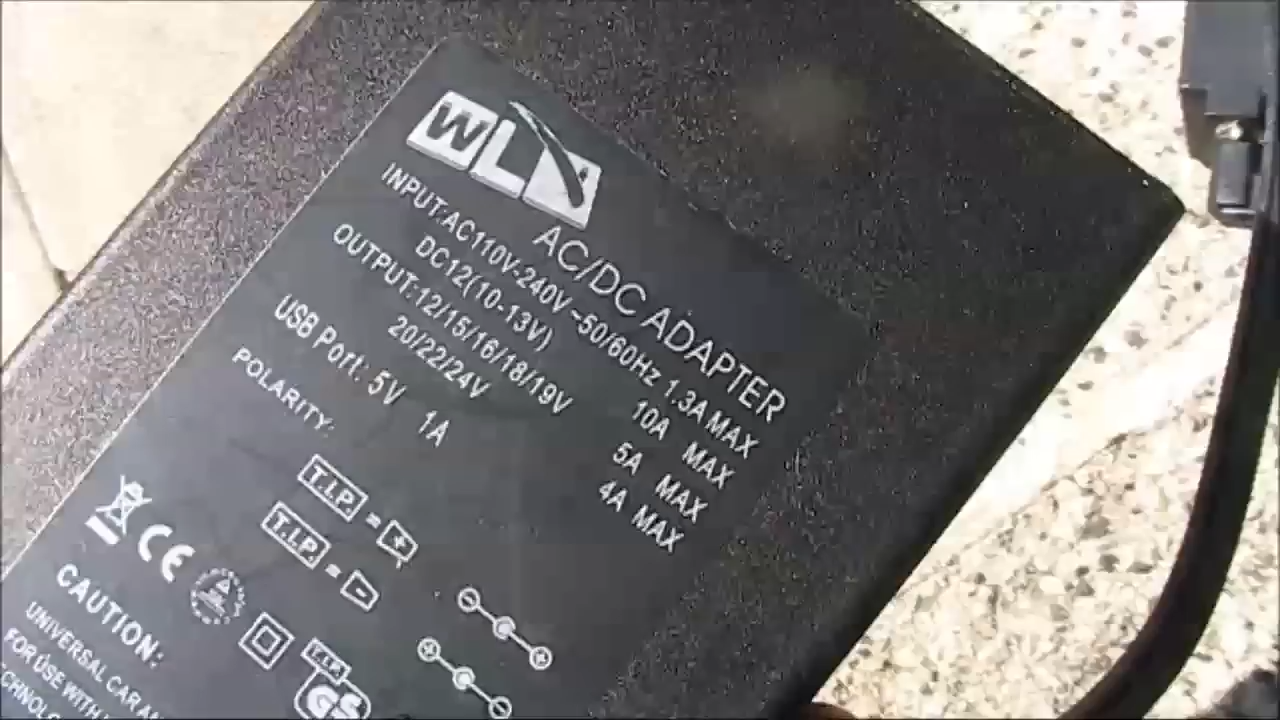 WLX
AC/DC ADAPTER
INPUT:AC110V-240V ~50/60Hz 1.3A MAX
DC12(10-13V) 10A MAX
OUTPUT:12/15/16/18/19V 5A MAX
20/22/24V 4A MAX
USB Port: 5V 1A
POLARITY:
T.I.P. = +
T.I.P. = -
CE
T.I.P.
GS
CAUTION:
UNIVERSAL CAR
FOR USE WITH